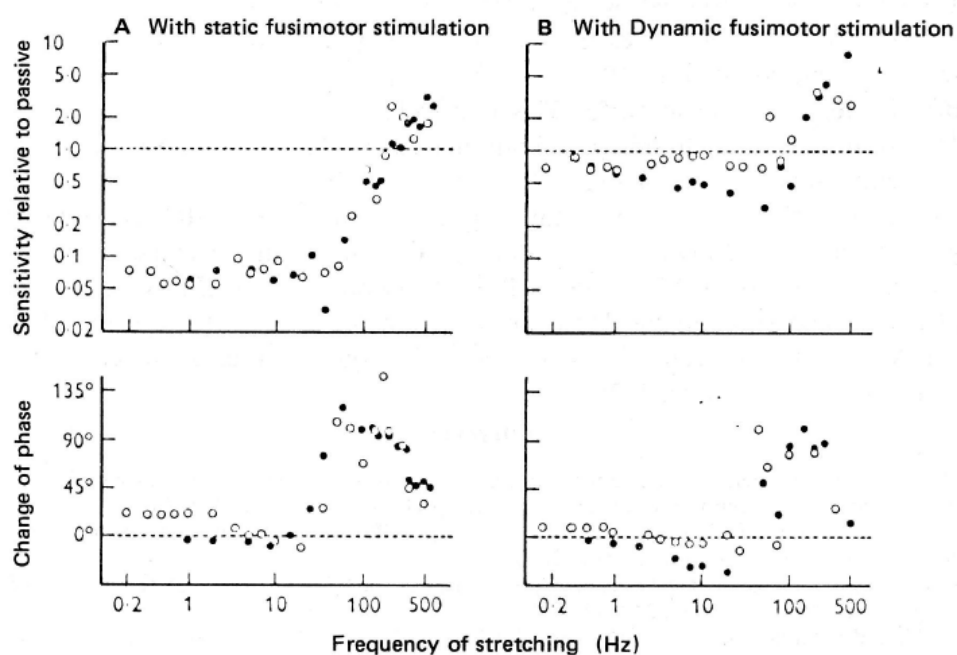 A With static fusimotor stimulation
B With Dynamic fusimotor stimulation
Sensitivity relative to passive
10
5·0
2·0
1·0
0·5
0·1
0·05
0·02
Change of phase
135°
90°
45°
0°
0·2 1 10 100 500
0·2 1 10 100 500
Frequency of stretching (Hz)